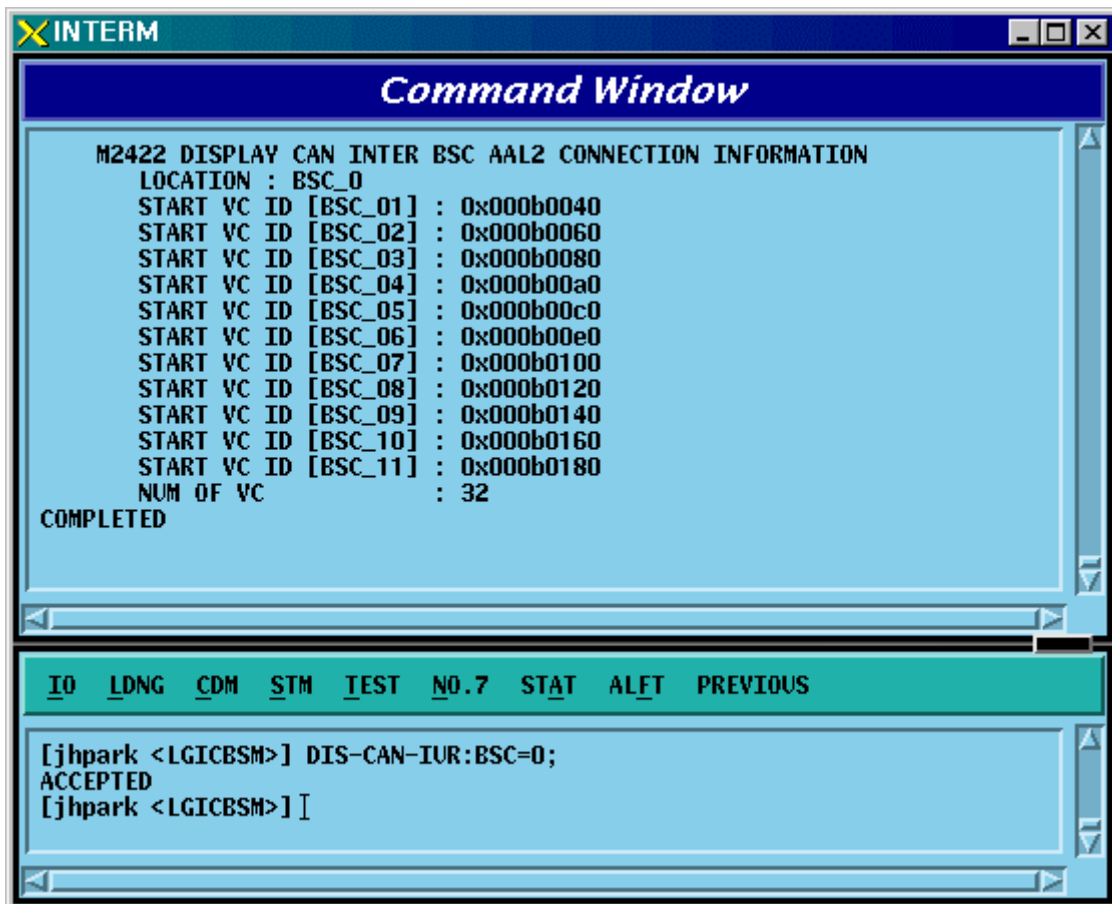 INTERM
Command Window
M2422 DISPLAY CAN INTER BSC AAL2 CONNECTION INFORMATION
LOCATION : BSC_0
START VC ID [BSC_01] : 0x000b0040
START VC ID [BSC_02] : 0x000b0060
START VC ID [BSC_03] : 0x000b0080
START VC ID [BSC_04] : 0x000b00a0
START VC ID [BSC_05] : 0x000b00c0
START VC ID [BSC_06] : 0x000b00e0
START VC ID [BSC_07] : 0x000b0100
START VC ID [BSC_08] : 0x000b0120
START VC ID [BSC_09] : 0x000b0140
START VC ID [BSC_10] : 0x000b0160
START VC ID [BSC_11] : 0x000b0180
NUM OF VC : 32
COMPLETED
IO LDNG CDM STM TEST NO.7 STAT ALFT PREVIOUS
[jhpark <LGICBSM>] DIS-CAN-IUR:BSC=0;
ACCEPTED
[jhpark <LGICBSM>]